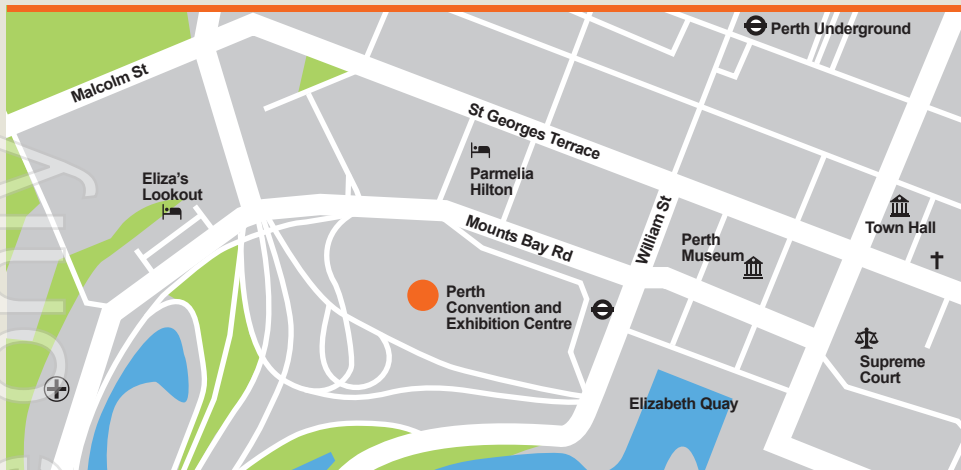 Perth Underground
Malcolm St
St Georges Terrace
Parmelia
Hilton
Eliza's
Lookout
William St
Town Hall
Mounts Bay Rd
Perth
Museum
Perth
Convention and
Exhibition Centre
Supreme
Court
Elizabeth Quay